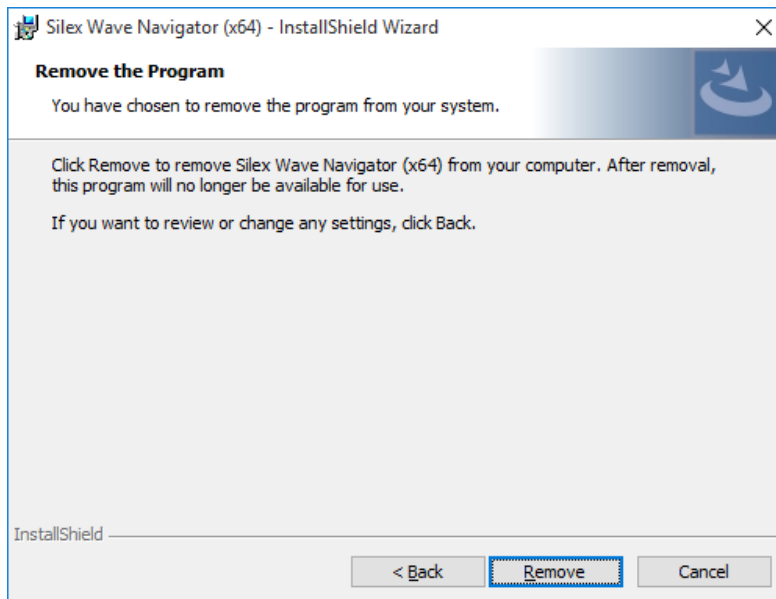 Silex Wave Navigator (x64) - InstallShield Wizard
Remove the Program
You have chosen to remove the program from your system.
Click Remove to remove Silex Wave Navigator (x64) from your computer. After removal,
this program will no longer be available for use.
If you want to review or change any settings, click Back.
InstallShield
< Back
Remove
Cancel